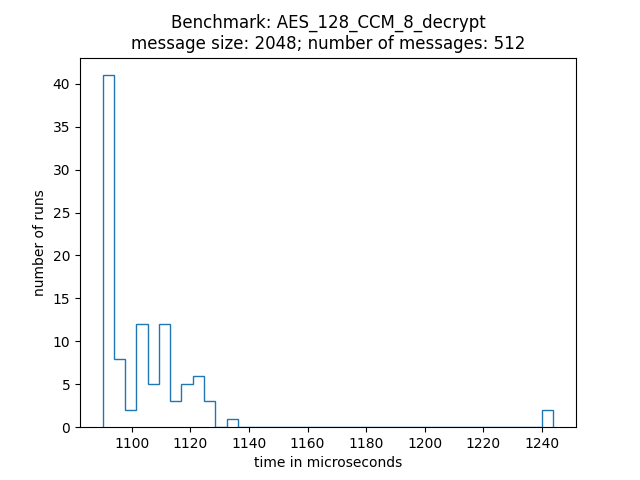 Benchmark: AES_128_CCM_8_decrypt
message size: 2048; number of messages: 512
40
35
30
25
20
15
10
5
0
number of runs
1100 1120 1140 1160 1180 1200 1220 1240
time in microseconds